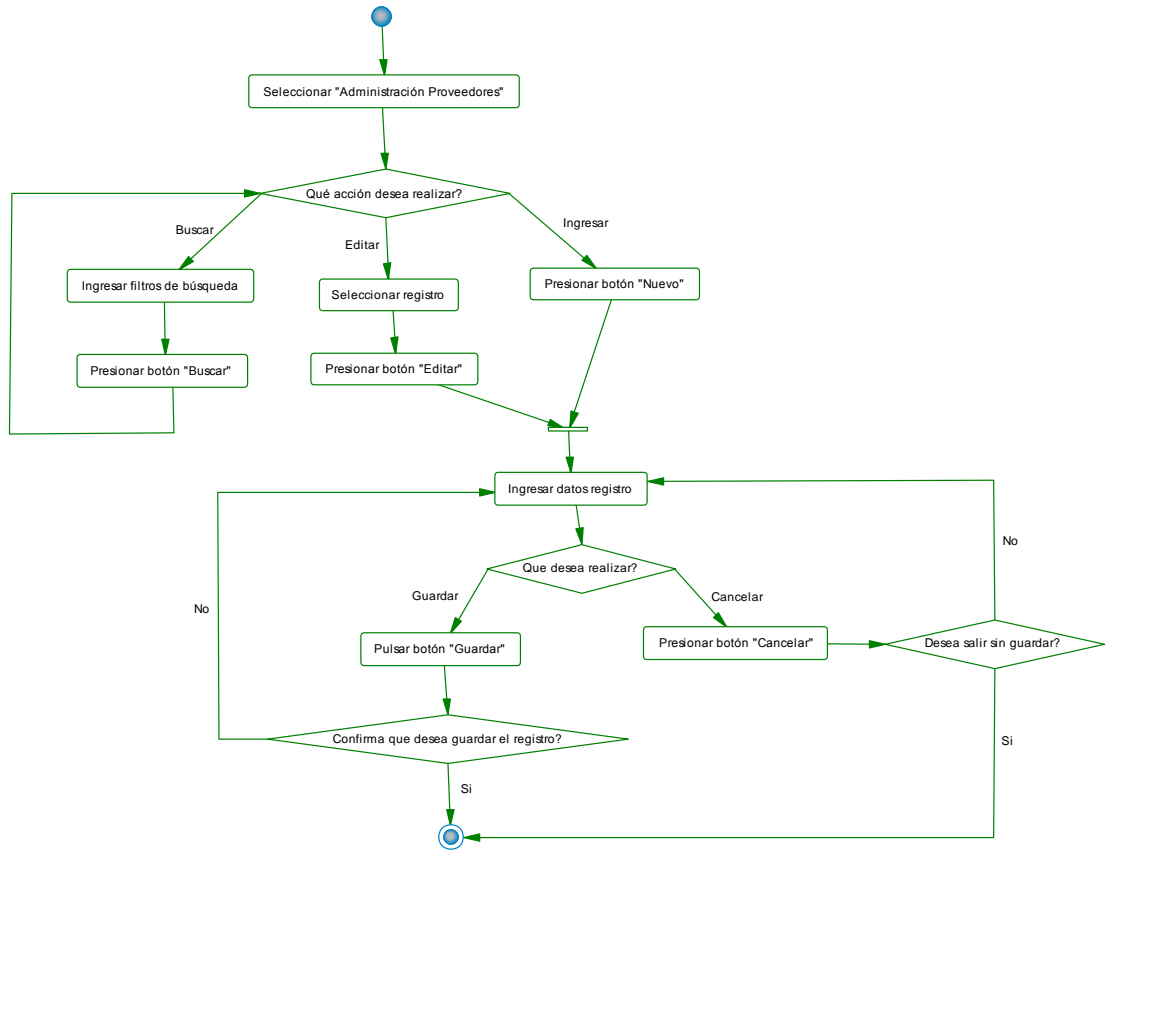 Seleccionar "Administración Proveedores"
Qué acción desea realizar?
Buscar
Editar
Ingresar
Ingresar filtros de búsqueda
Seleccionar registro
Presionar botón "Nuevo"
Presionar botón "Buscar"
Presionar botón "Editar"
Ingresar datos registro
No
Que desea realizar?
Guardar
Cancelar
No
Pulsar botón "Guardar"
Presionar botón "Cancelar"
Desea salir sin guardar?
Confirma que desea guardar el registro?
Si
Si